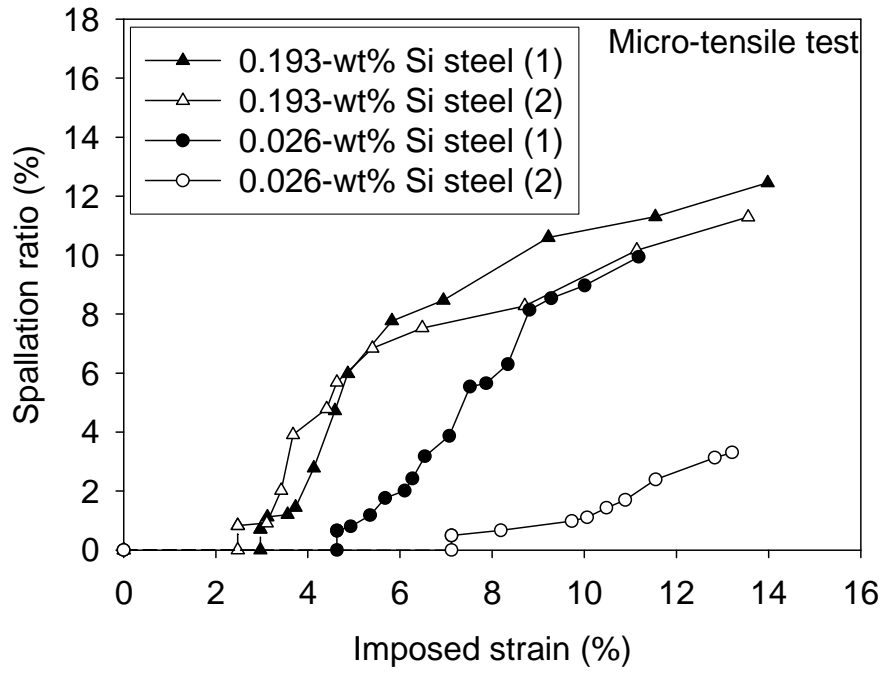 18
16
14
12
10
8
6
4
2
0
Spallation ratio (%)
Micro-tensile test
0.193-wt% Si steel (1)
0.193-wt% Si steel (2)
0.026-wt% Si steel (1)
0.026-wt% Si steel (2)
0 2 4 6 8 10 12 14 16
Imposed strain (%)